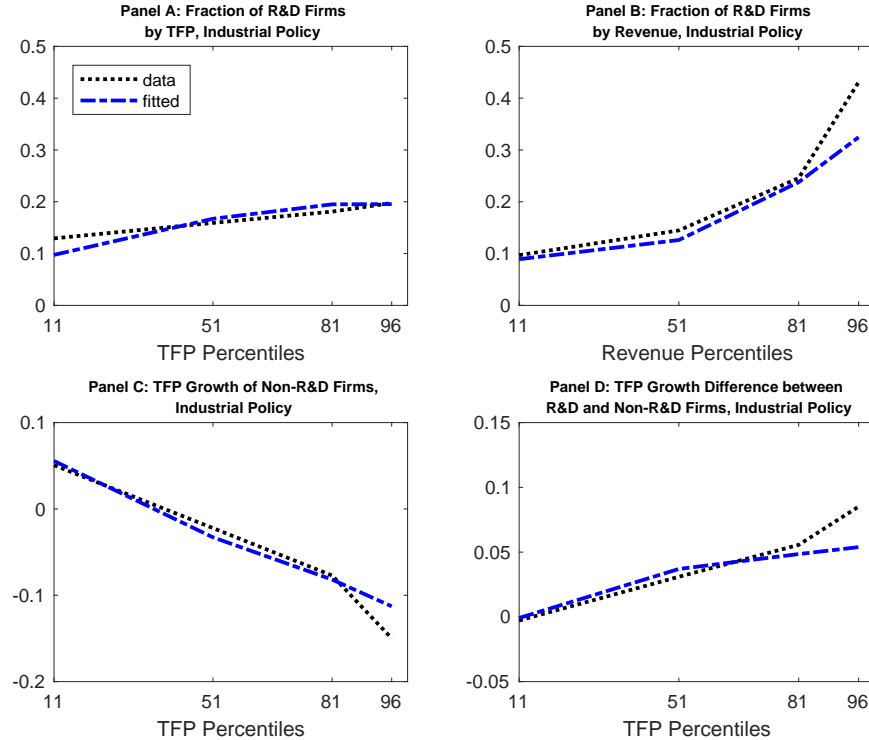 Panel A: Fraction of R&D Firms
by TFP, Industrial Policy
0.5
0.4
0.3
0.2
0.1
0
data
fitted
11
51
81
96
TFP Percentiles
Panel B: Fraction of R&D Firms
by Revenue, Industrial Policy
0.5
0.4
0.3
0.2
0.1
0
11
51
81
96
Revenue Percentiles
Panel C: TFP Growth of Non-R&D Firms,
Industrial Policy
0.1
0
-0.1
-0.2
11
51
81
96
TFP Percentiles
Panel D: TFP Growth Difference between
R&D and Non-R&D Firms, Industrial Policy
0.15
0.1
0.05
0
-0.05
11
51
81
96
TFP Percentiles